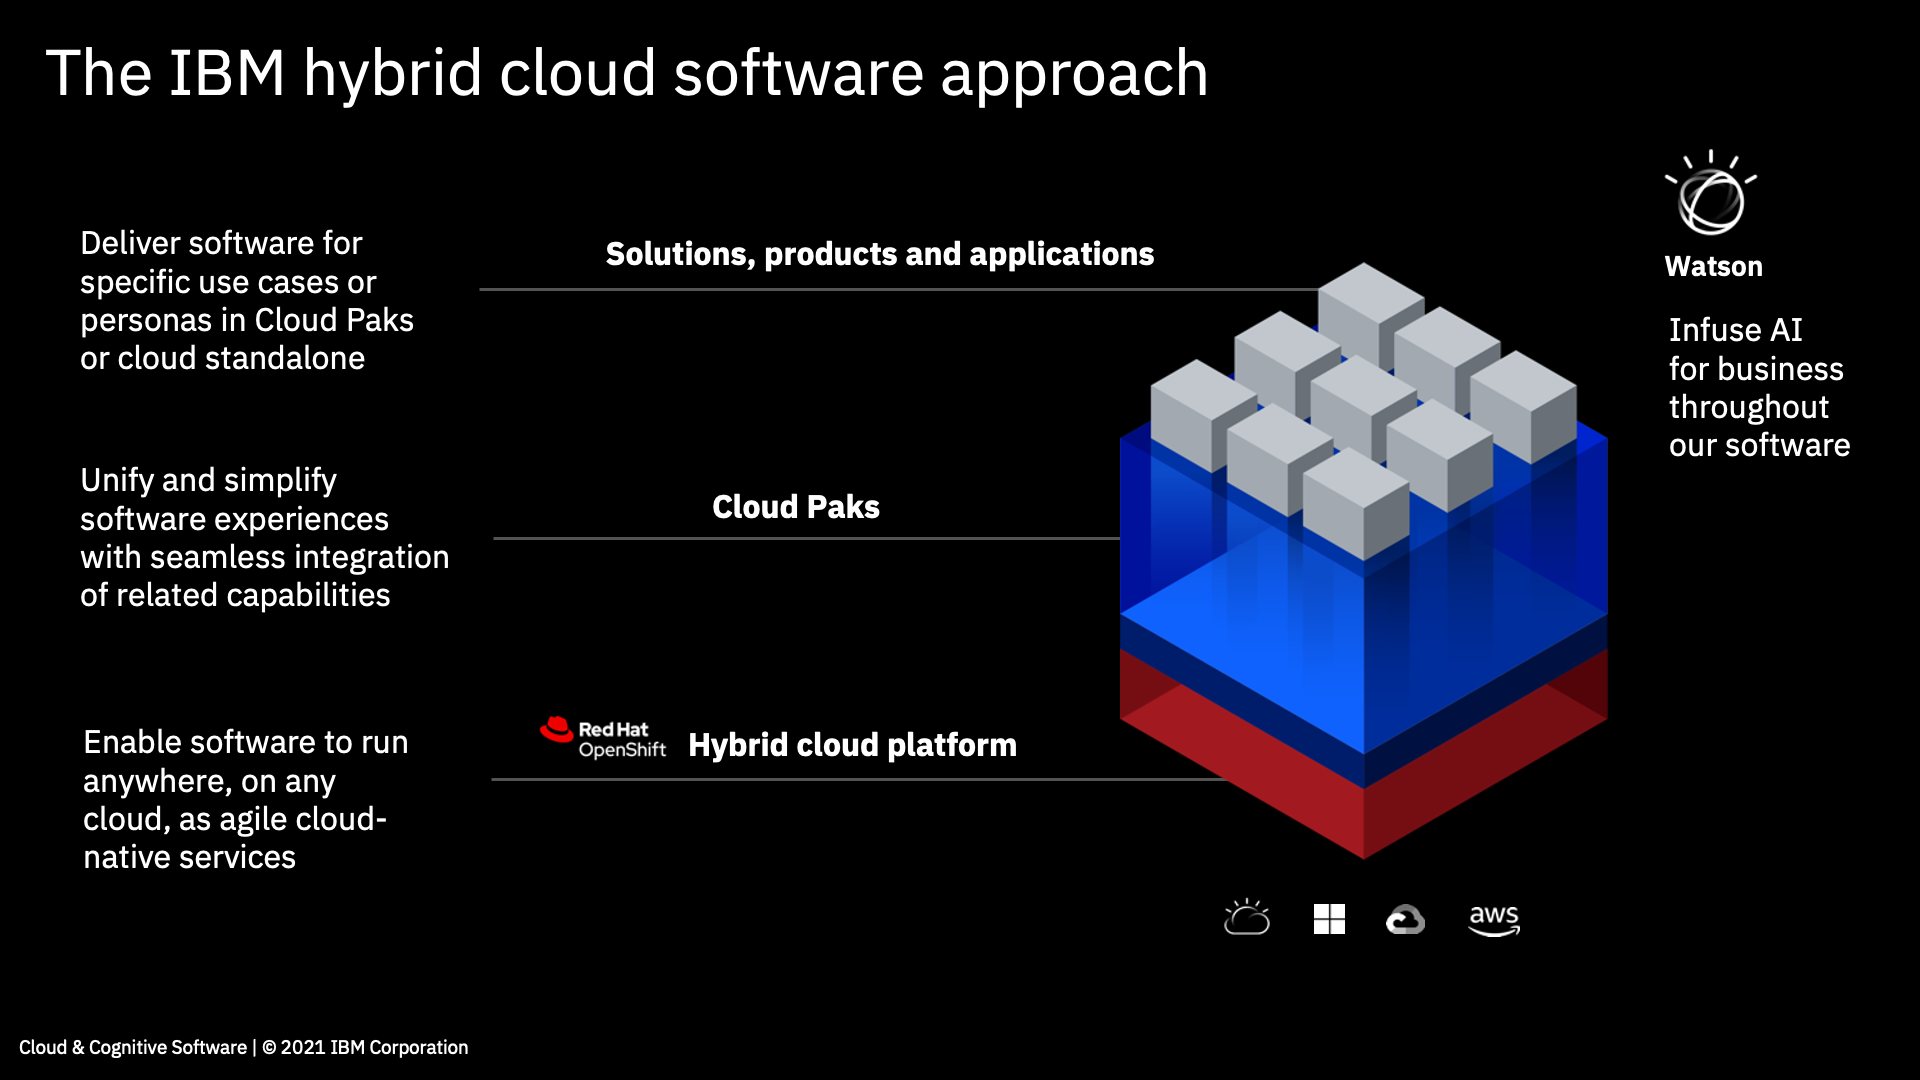 The IBM hybrid cloud software approach
Deliver software for
specific use cases or
personas in Cloud Paks
or cloud standalone
Solutions, products and applications
Watson
Infuse AI
for business
throughout
our software
Unify and simplify
software experiences
with seamless integration
of related capabilities
Cloud Paks
Enable software to run
anywhere, on any
cloud, as agile cloud-
native services
Red Hat
OpenShift
Hybrid cloud platform
aws
Cloud & Cognitive Software | © 2021 IBM Corporation